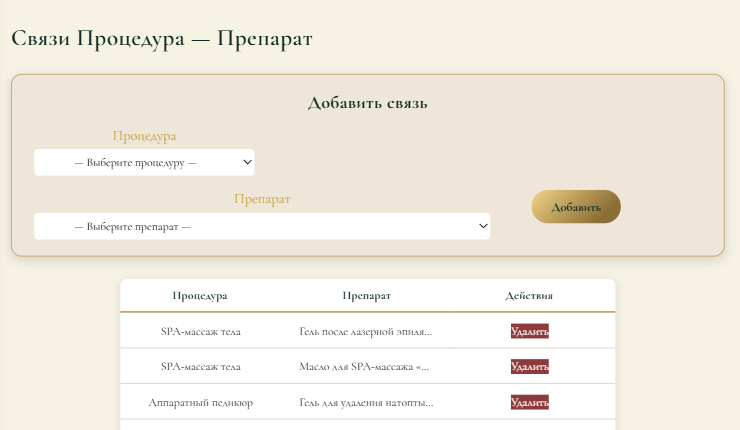 Связи Процедура — Препарат
Добавить связь
Процедура
— Выберите процедуру —
Препарат
— Выберите препарат —
Добавить
Процедура Препарат Действия
SPA-массаж тела Гель после лазерной эпиля... Удалить
SPA-массаж тела Масло для SPA-массажа «... Удалить
Аппаратный педикюр Гель для удаления натопты... Удалить